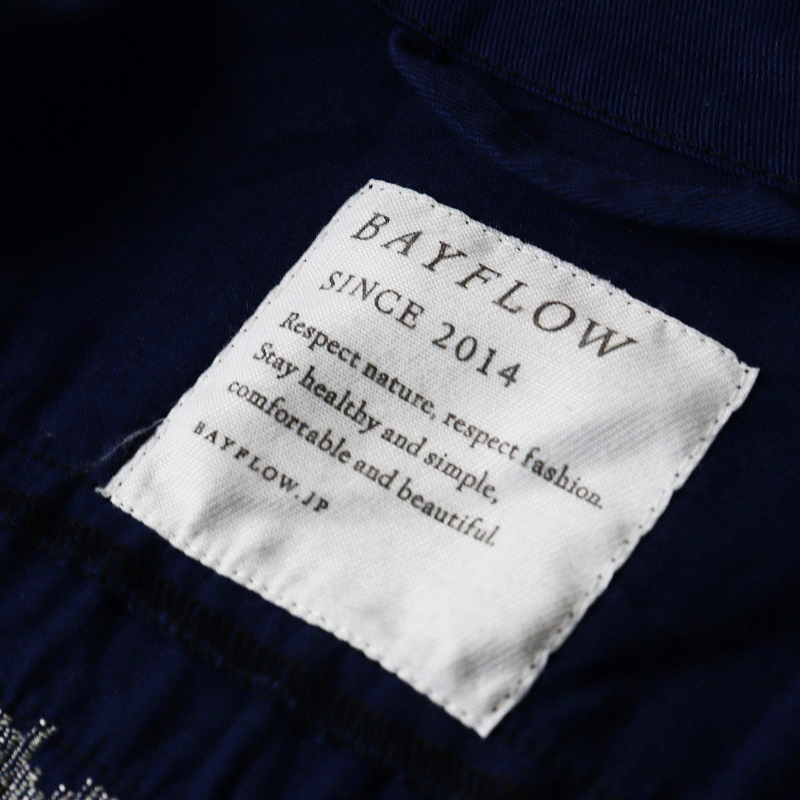 BAYFLOW
SINCE 2014
Respect nature, respect fashion.
Stay healthy and simple,
comfortable and beautiful.
BAYFLOW.JP